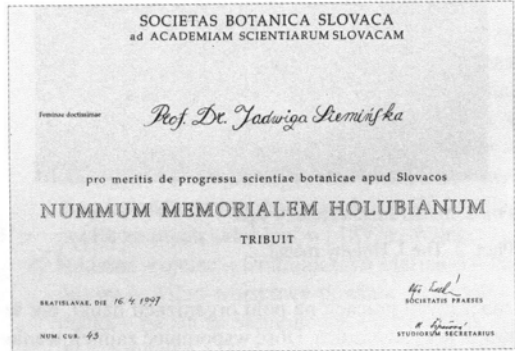 SOCIETAS BOTANICA SLOVACA
ad ACADEMIAM SCIENTIARUM SLOVACAM
Feminae doctissimae
Prof. Dr. Jadwiga Siemińska
pro meritis de progressu scientiae botanicae apud Slovacos
NUMMUM MEMORIALEM HOLUBIANUM
TRIBUIT
BRATISLAVAE, DIE 16. 4. 1997
SOCIETATIS PRAESES
NUM. CUR. 43
STUDIORUM SECRETARIUS